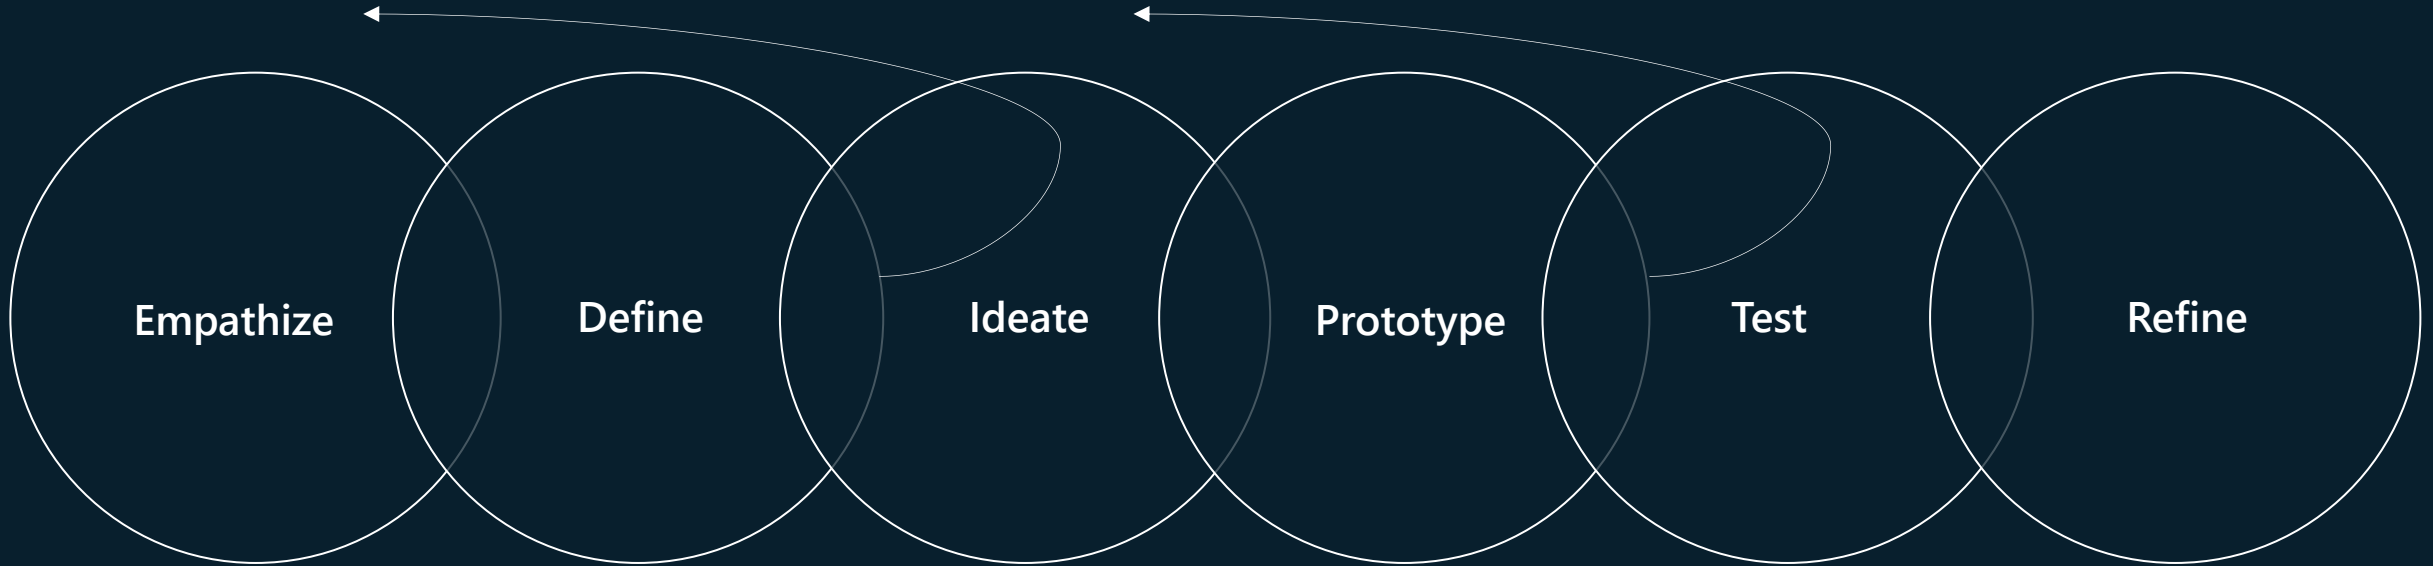 Empathize
Define
Ideate
Prototype
Test
Refine